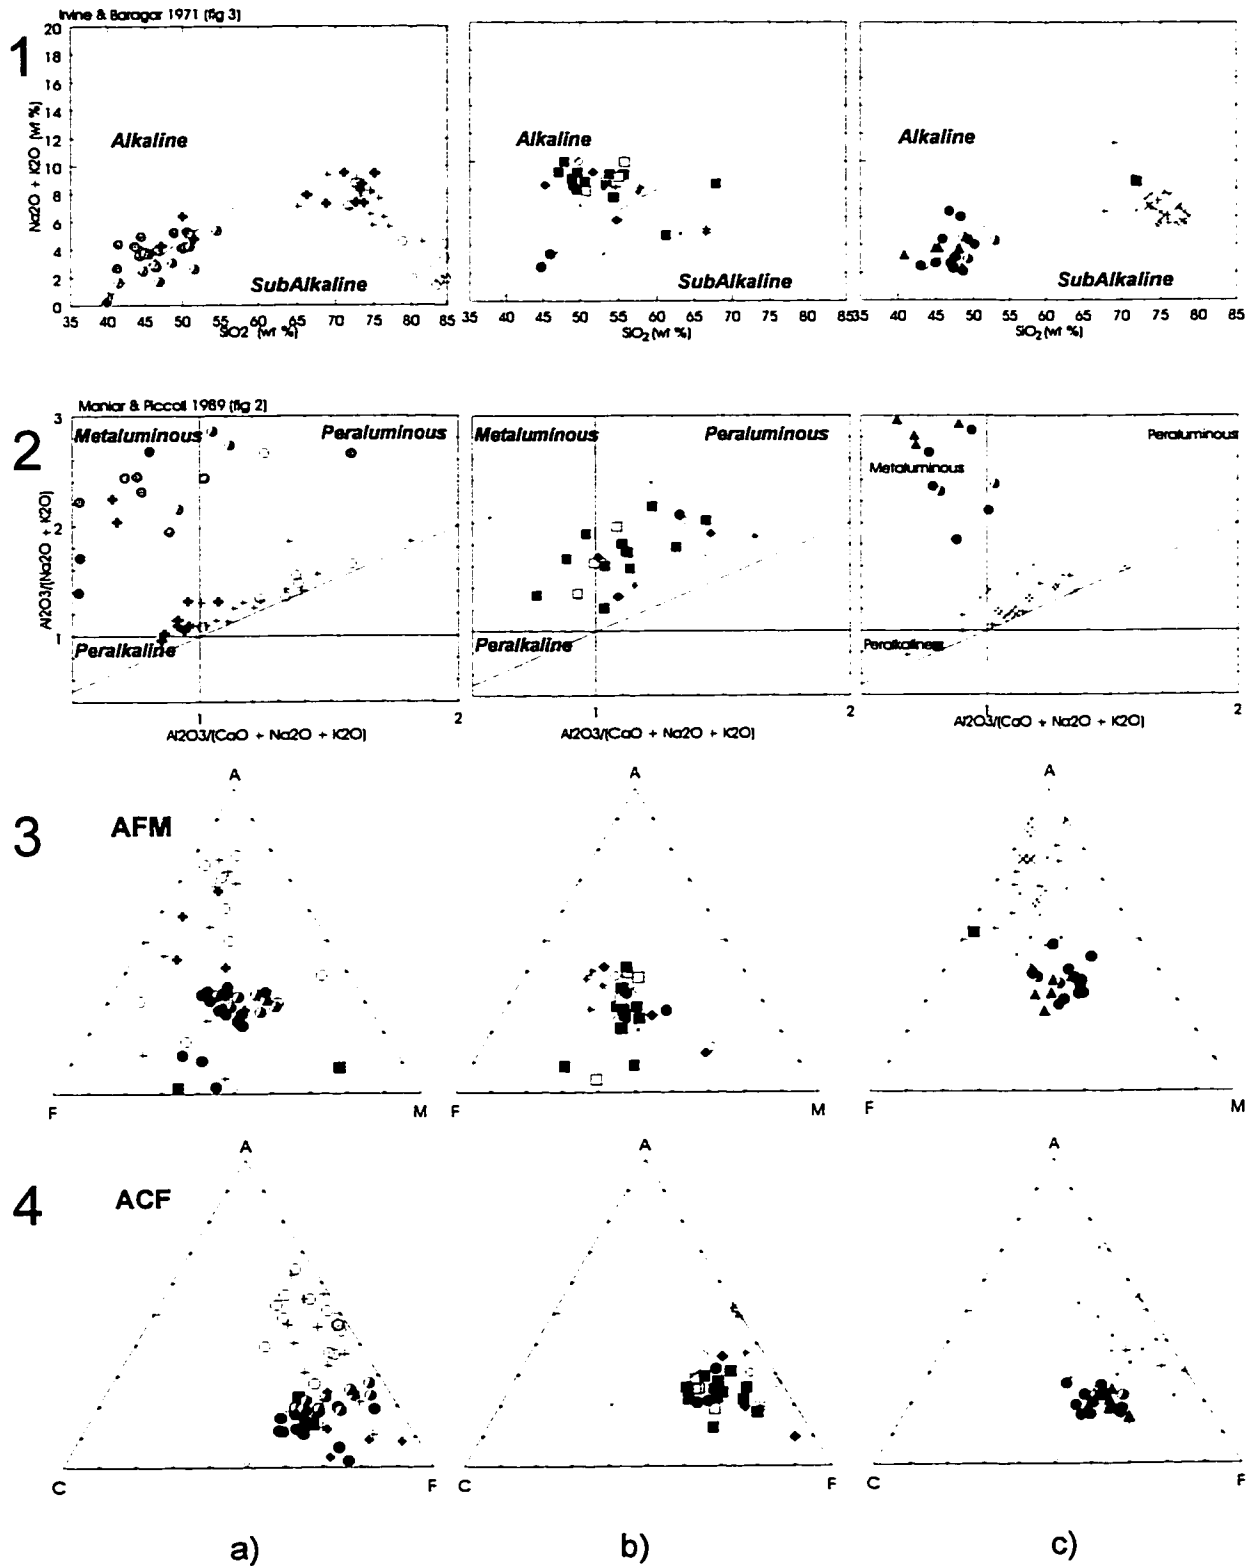 Irvine & Baragar 1971 (fig 3)
1
Na2O + K2O (wt %)
20
18
16
14
12
10
8
6
4
2
0
Alkaline
SubAlkaline
35 40 45 50 55 60 65 70 75 80 85
SiO2 (wt %)
Alkaline
SubAlkaline
35 40 45 50 55 60 65 70 75 80 85
SiO2 (wt %)
Alkaline
SubAlkaline
35 40 45 50 55 60 65 70 75 80 85
SiO2 (wt %)
Maniar & Piccoli 1989 (fig 2)
2
Al2O3/(Na2O + K2O)
3
2
1
Metaluminous
Peraluminous
Peralkaline
1 2
Al2O3/(CaO + Na2O + K2O)
Metaluminous
Peraluminous
Peralkaline
1 2
Al2O3/(CaO + Na2O + K2O)
Peraluminous
Metaluminous
Peralkaline
1 2
Al2O3/(CaO + Na2O + K2O)
3
AFM
A
F M
A
F M
A
F M
4
ACF
A
C F
A
C F
A
C F
a) b) c)